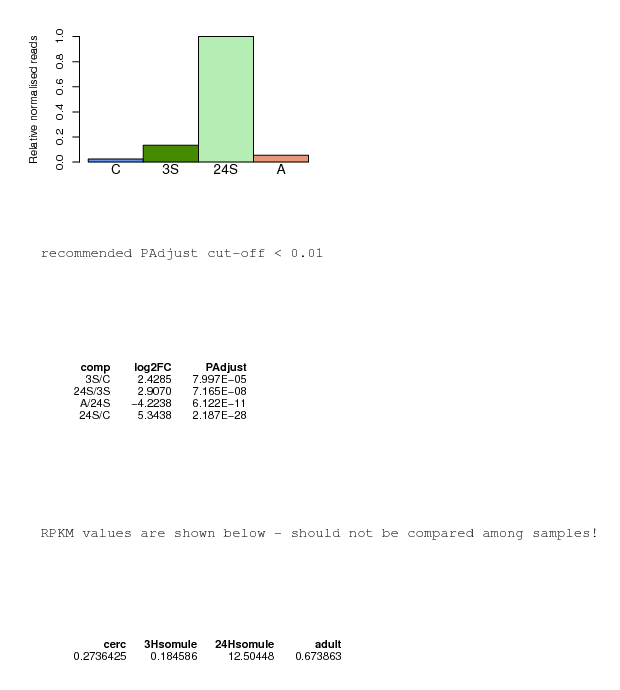 Relative normalised reads
1.0
0.8
0.6
0.4
0.2
0.0
C 3S 24S A
recommended PAdjust cut-off < 0.01
comp log2FC PAdjust
3S/C 2.4285 7.997E-05
24S/3S 2.9070 7.165E-08
A/24S -4.2238 6.122E-11
24S/C 5.3438 2.187E-28
RPKM values are shown below - should not be compared among samples!
cerc 3Hsomule 24Hsomule adult
0.2736425 0.184586 12.50448 0.673863